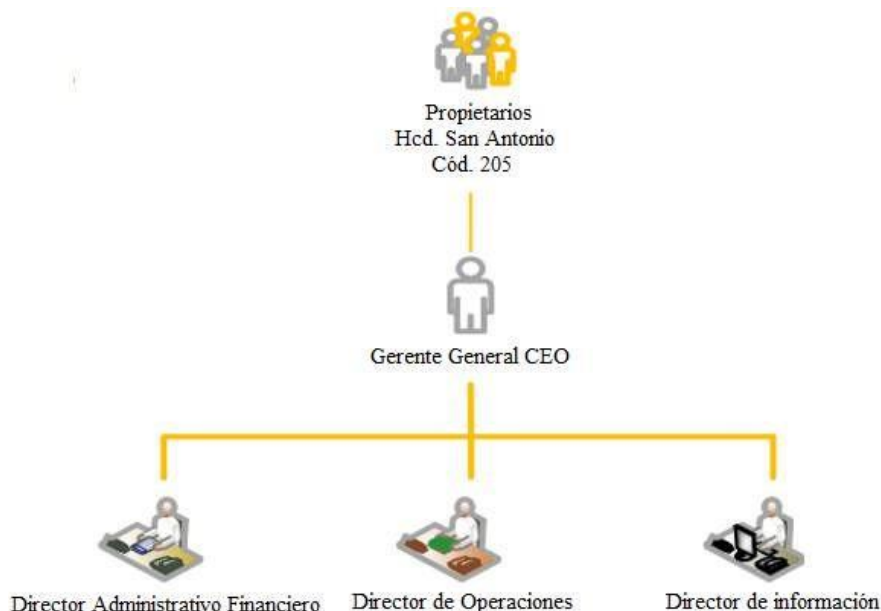 Propietarios
Hcd. San Antonio
Cód. 205
Gerente General CEO
Director Administrativo Financiero
Director de Operaciones
Director de información